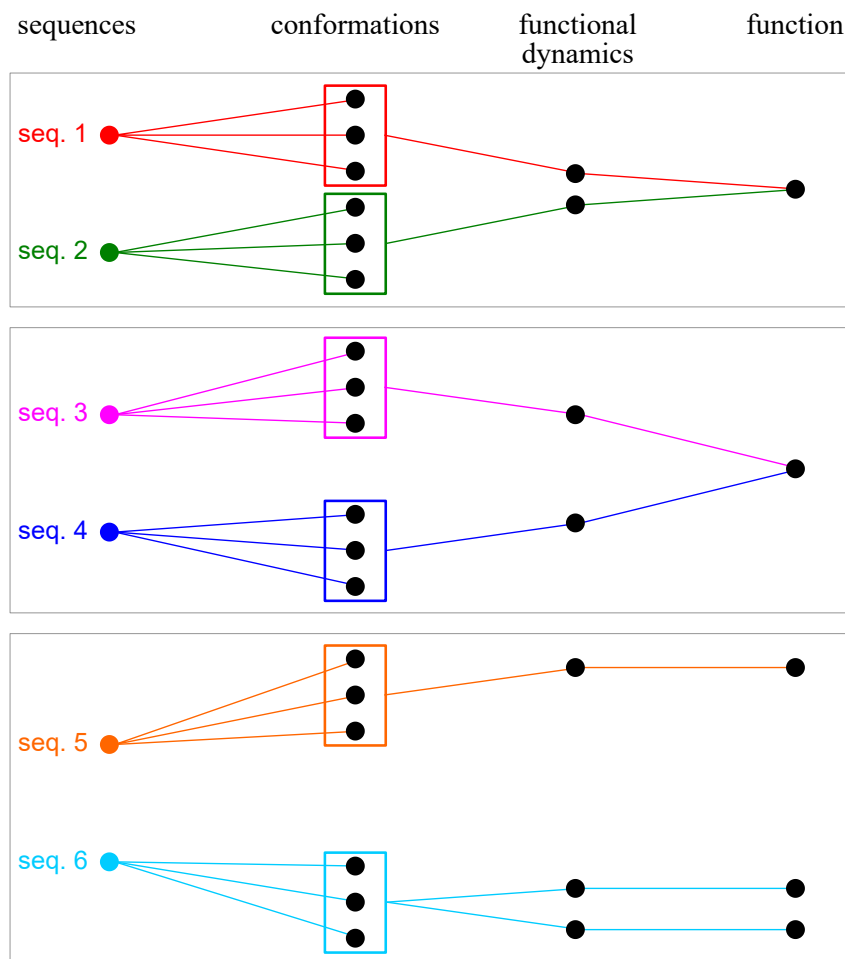 sequences conformations functional dynamics function
seq. 1
seq. 2
seq. 3
seq. 4
seq. 5
seq. 6